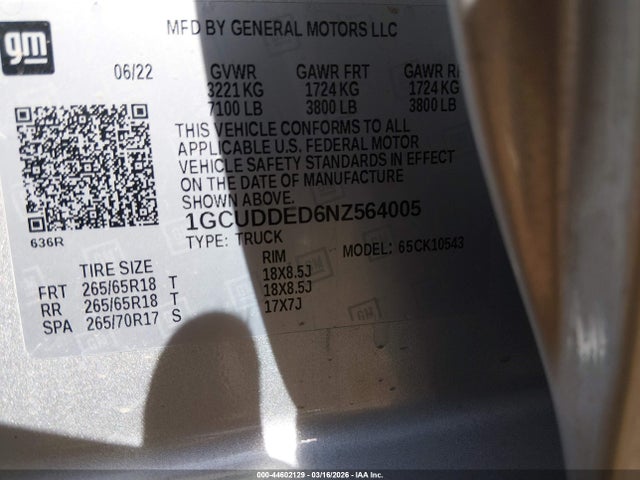 gm
MFD BY GENERAL MOTORS LLC
06/22 GVWR GAWR FRT GAWR
3221 KG 1724 KG 1724 KG
7100 LB 3800 LB 3800 LB
THIS VEHICLE CONFORMS TO ALL
APPLICABLE U.S. FEDERAL MOTOR
VEHICLE SAFETY STANDARDS IN EFFECT
ON THE DATE OF MANUFACTURE
SHOWN ABOVE.
1GCUDDED6NZ564005
636R
TYPE: TRUCK MODEL: 65CK10543
TIRE SIZE RIM
FRT 265/65R18 T 18X8.5J
RR 265/65R18 T 18X8.5J
SPA 265/70R17 S 17X7J
000-44602129 - 03/16/2026 - IAA Inc.